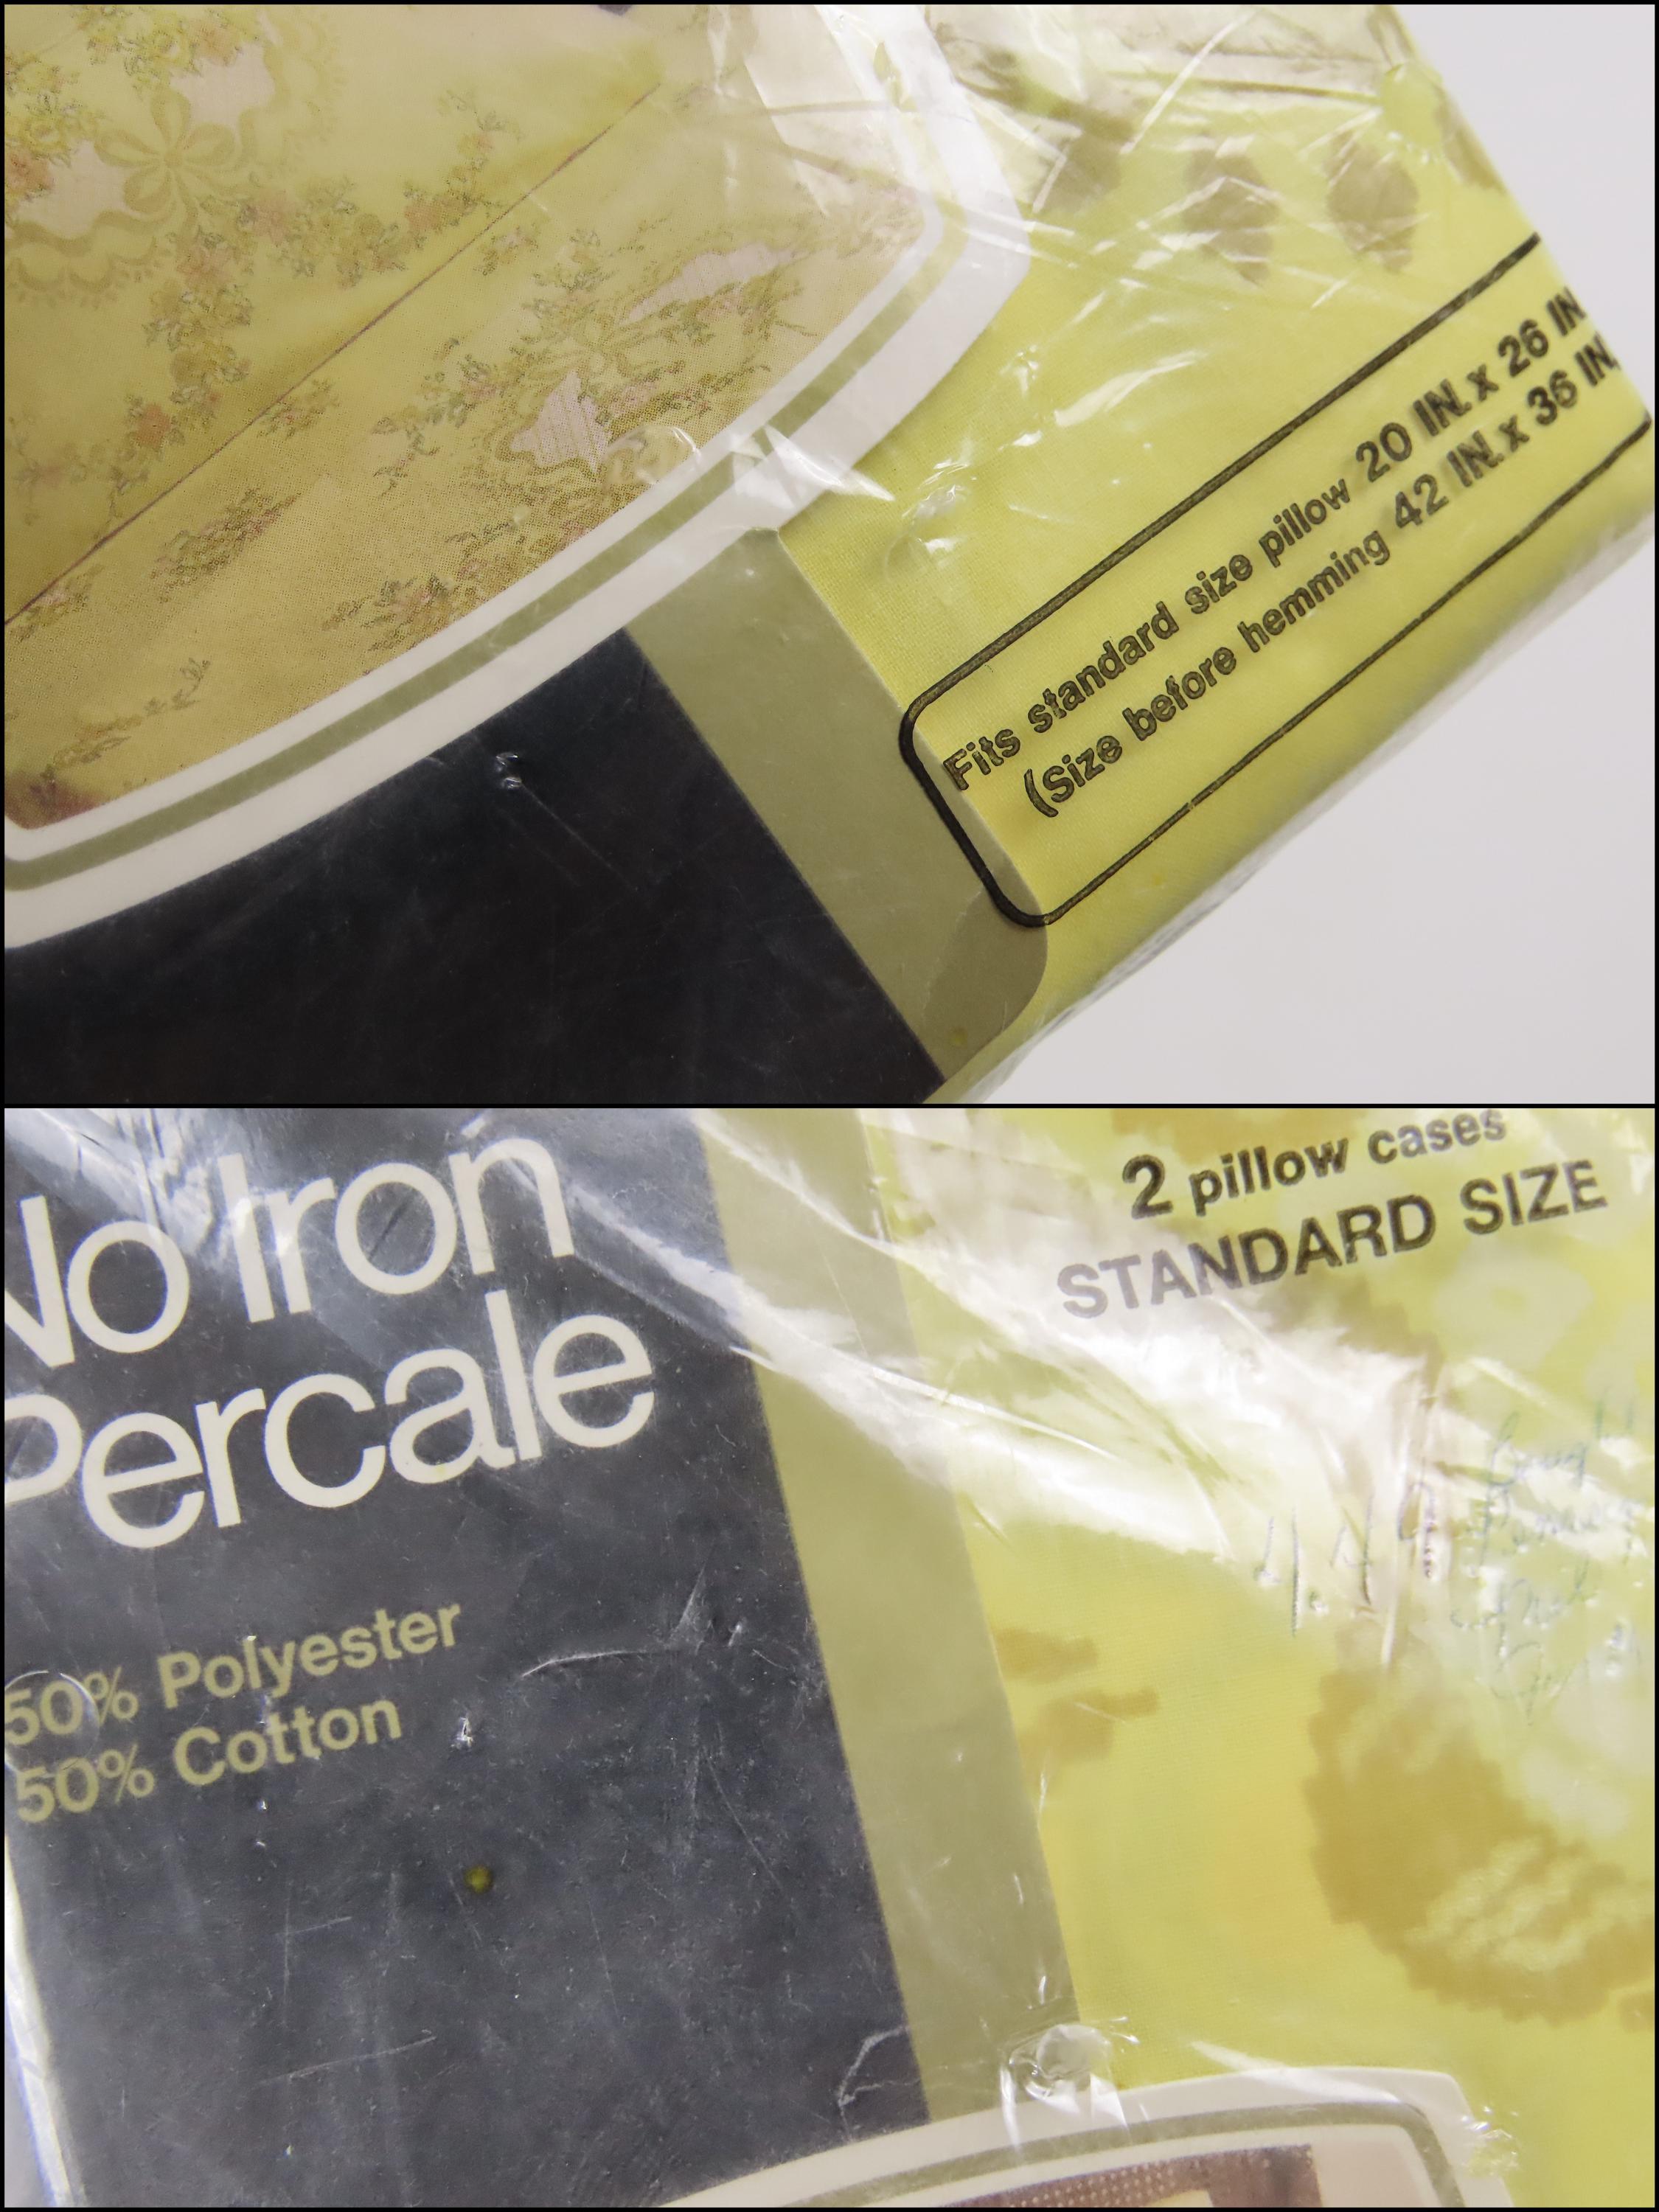 Fits standard size pillow 20 IN. x 26 IN
(Size before hemming 42 IN. x 36 IN.
No Iron
Percale
50% Polyester
50% Cotton
2 pillow cases
STANDARD SIZE